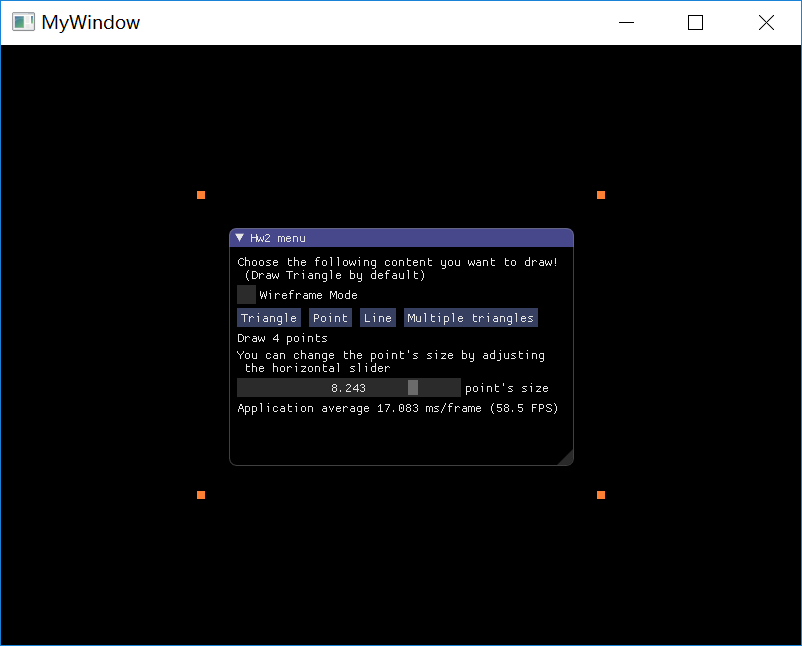 MyWindow
Hw2 menu
Choose the following content you want to draw!
(Draw Triangle by default)
Wireframe Mode
Triangle Point Line Multiple triangles
Draw 4 points
You can change the point's size by adjusting
the horizontal slider
8.243 point's size
Application average 17.083 ms/frame (58.5 FPS)